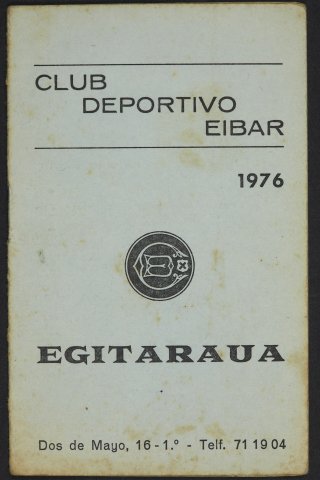 CLUB
DEPORTIVO
EIBAR
1976
EGITARAUA
Dos de Mayo, 16 - 1.º - Telf. 71 19 04